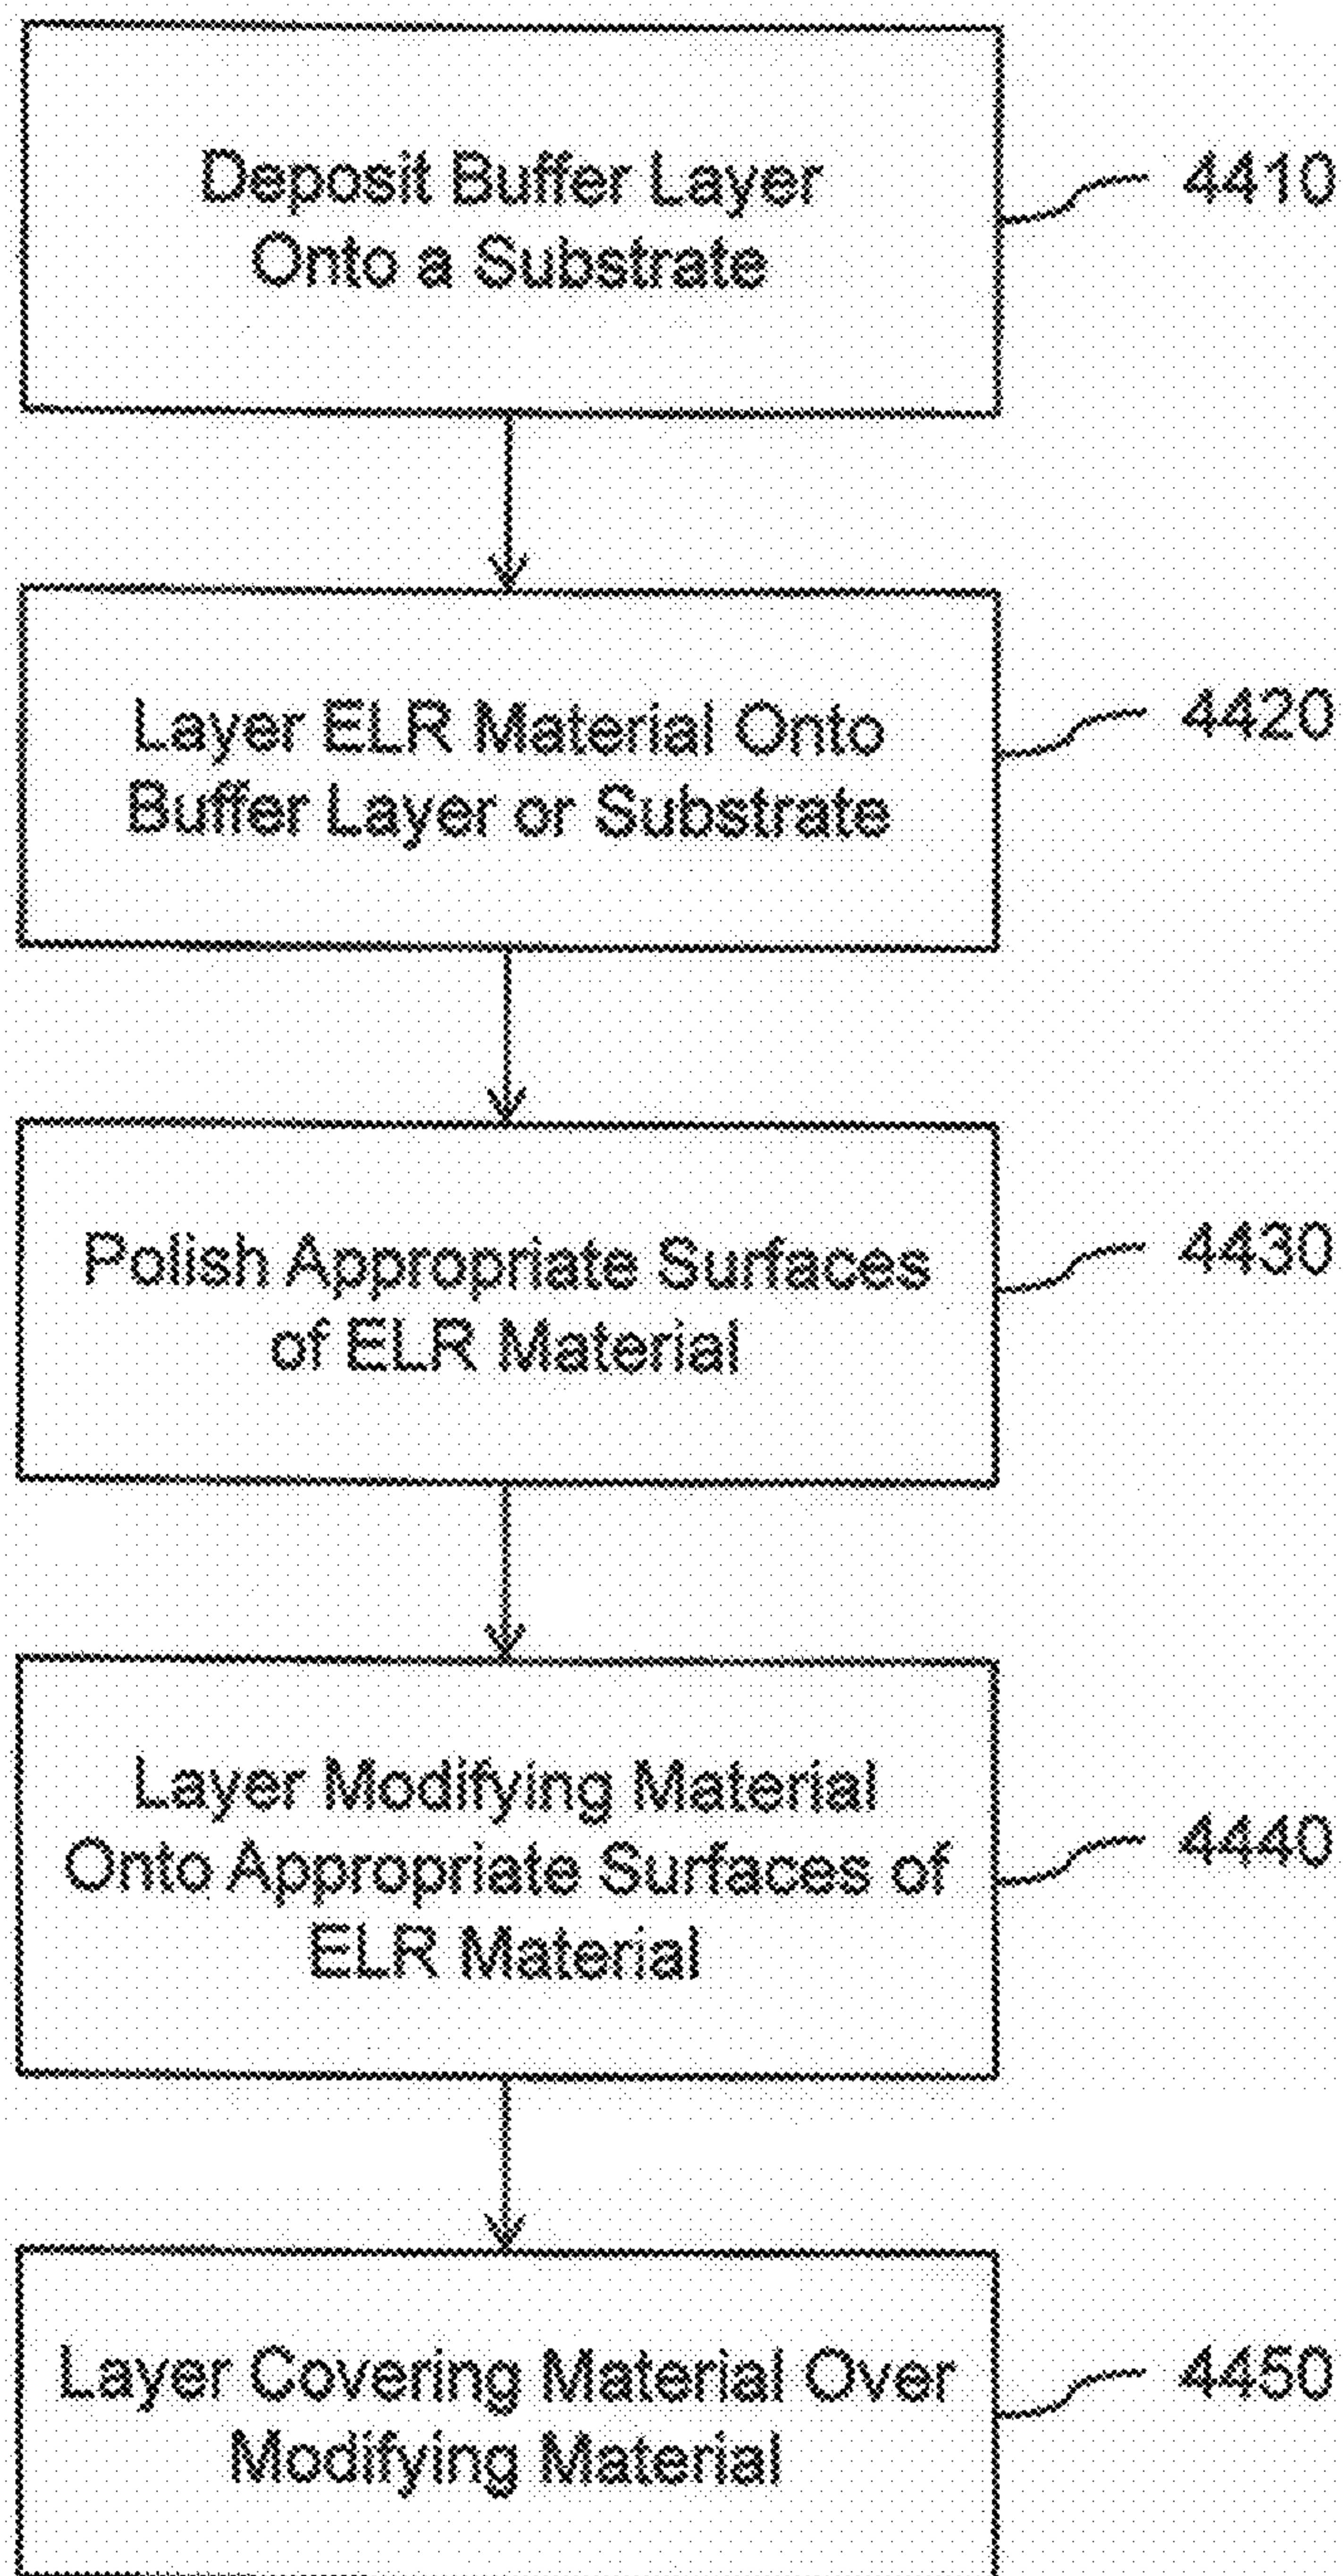 Deposit Buffer Layer
Onto a Substrate
4410
Layer ELR Material Onto
Buffer Layer or Substrate
4420
Polish Appropriate Surfaces
of ELR Material
4430
Layer Modifying Material
Onto Appropriate Surfaces of
ELR Material
4440
Layer Covering Material Over
Modifying Material
4450